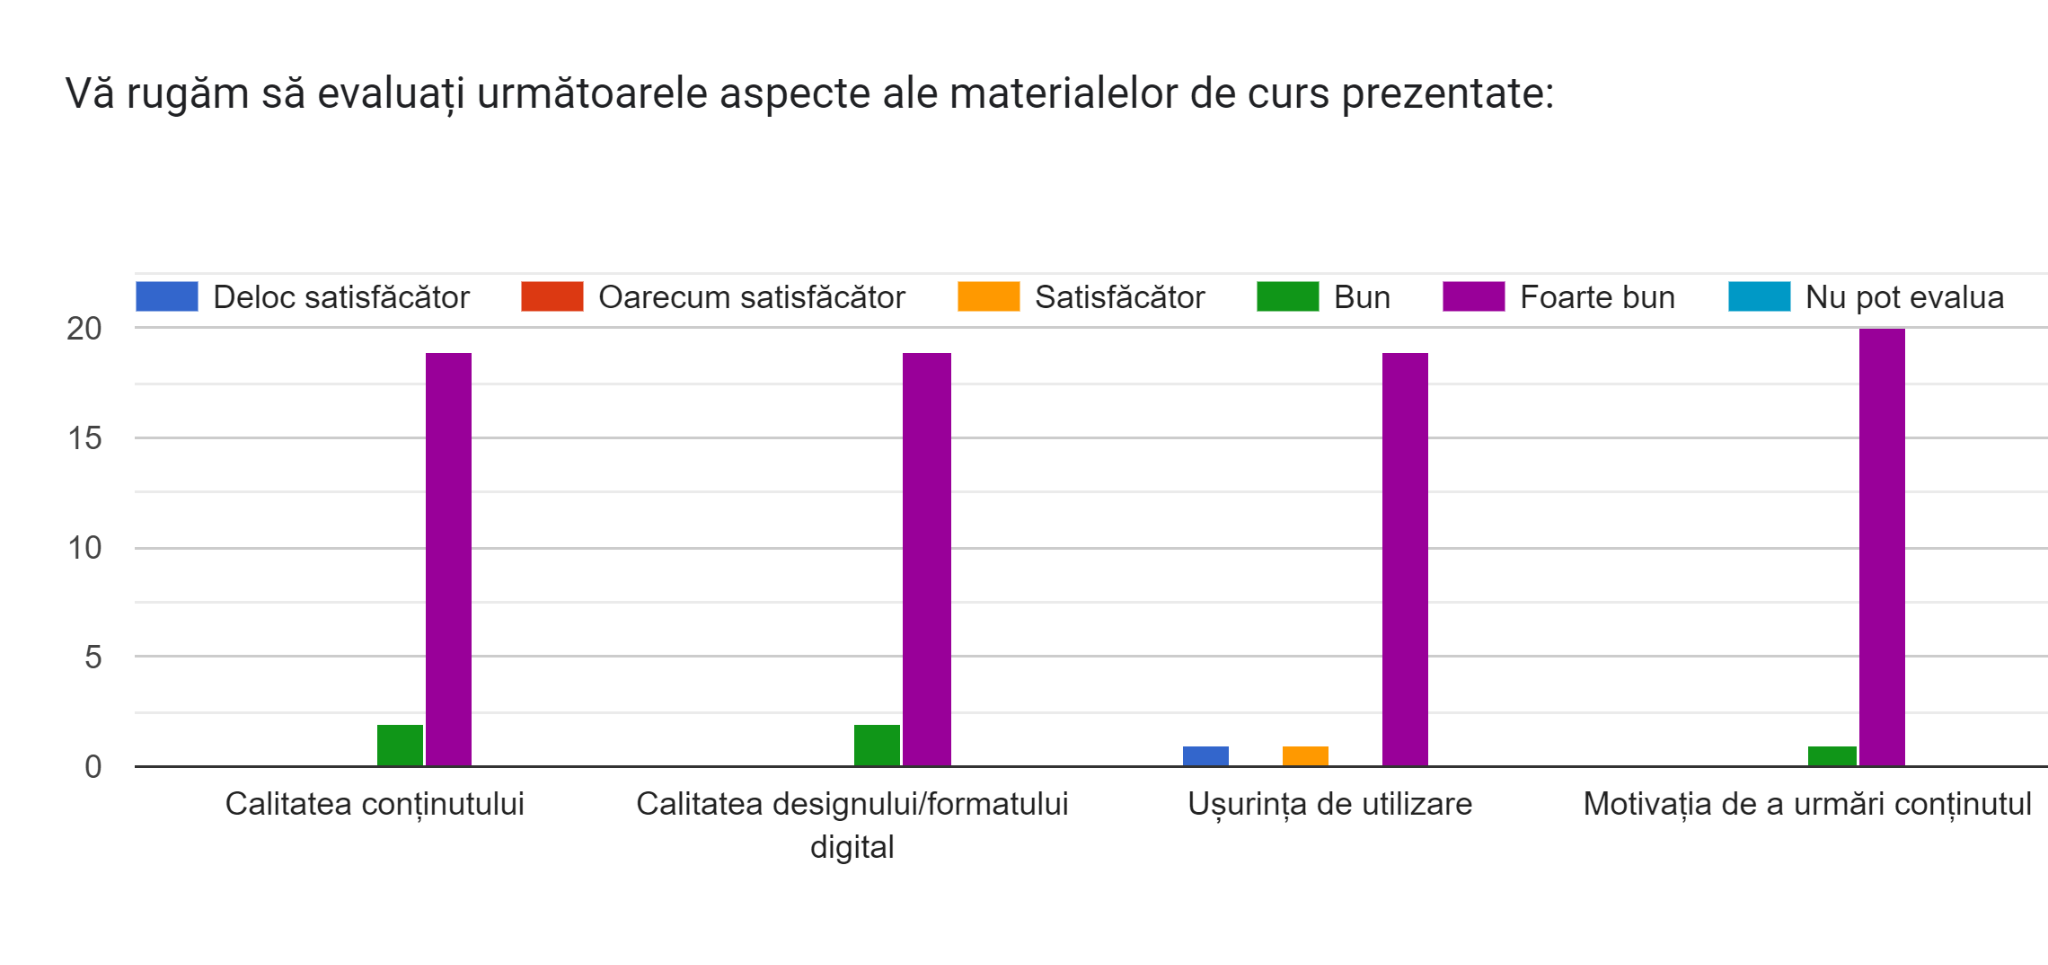 Vă rugăm să evaluați următoarele aspecte ale materialelor de curs prezentate:
Deloc satisfăcător Oarecum satisfăcător Satisfăcător Bun Foarte bun Nu pot evalua
20
15
10
5
0
Calitatea conținutului Calitatea designului/formatului digital Ușurința de utilizare Motivația de a urmări conținutul